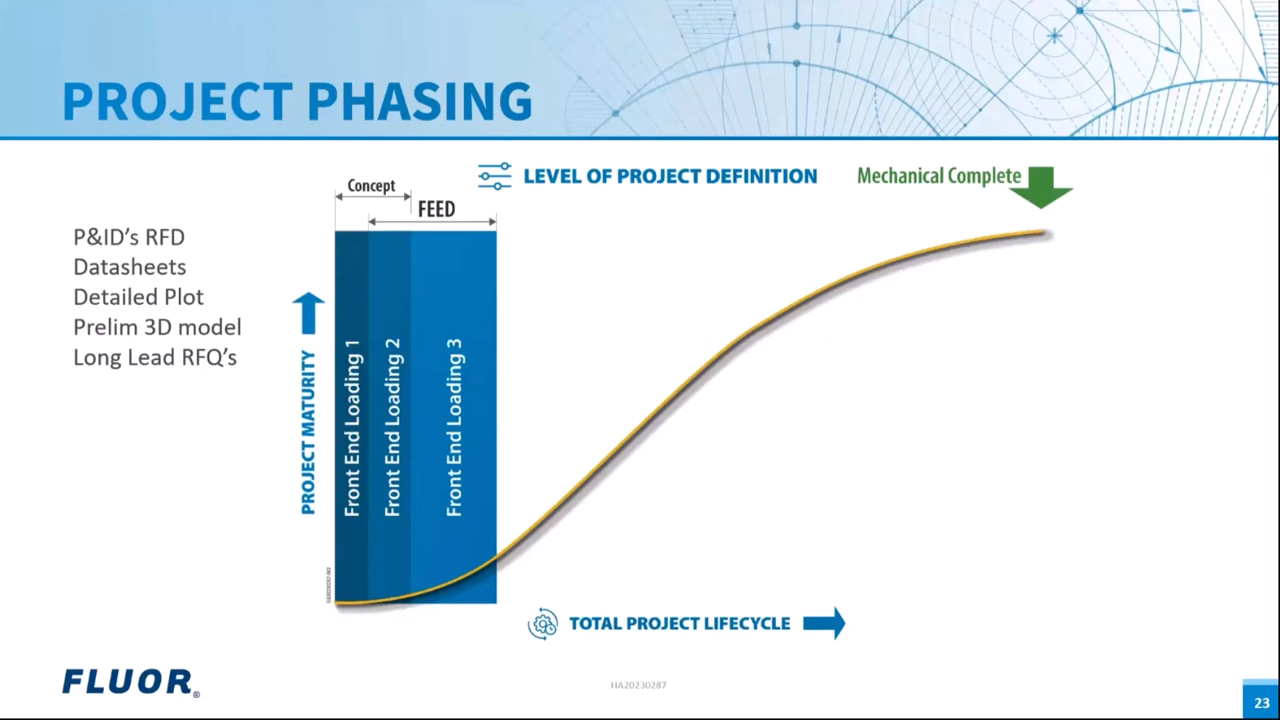 PROJECT PHASING
LEVEL OF PROJECT DEFINITION
Mechanical Complete
Concept
FEED
P&ID’s RFD
Datasheets
Detailed Plot
Prelim 3D model
Long Lead RFQ’s
PROJECT MATURITY
Front End Loading 1
Front End Loading 2
Front End Loading 3
TOTAL PROJECT LIFECYCLE
FLUOR®
HA20230287
23